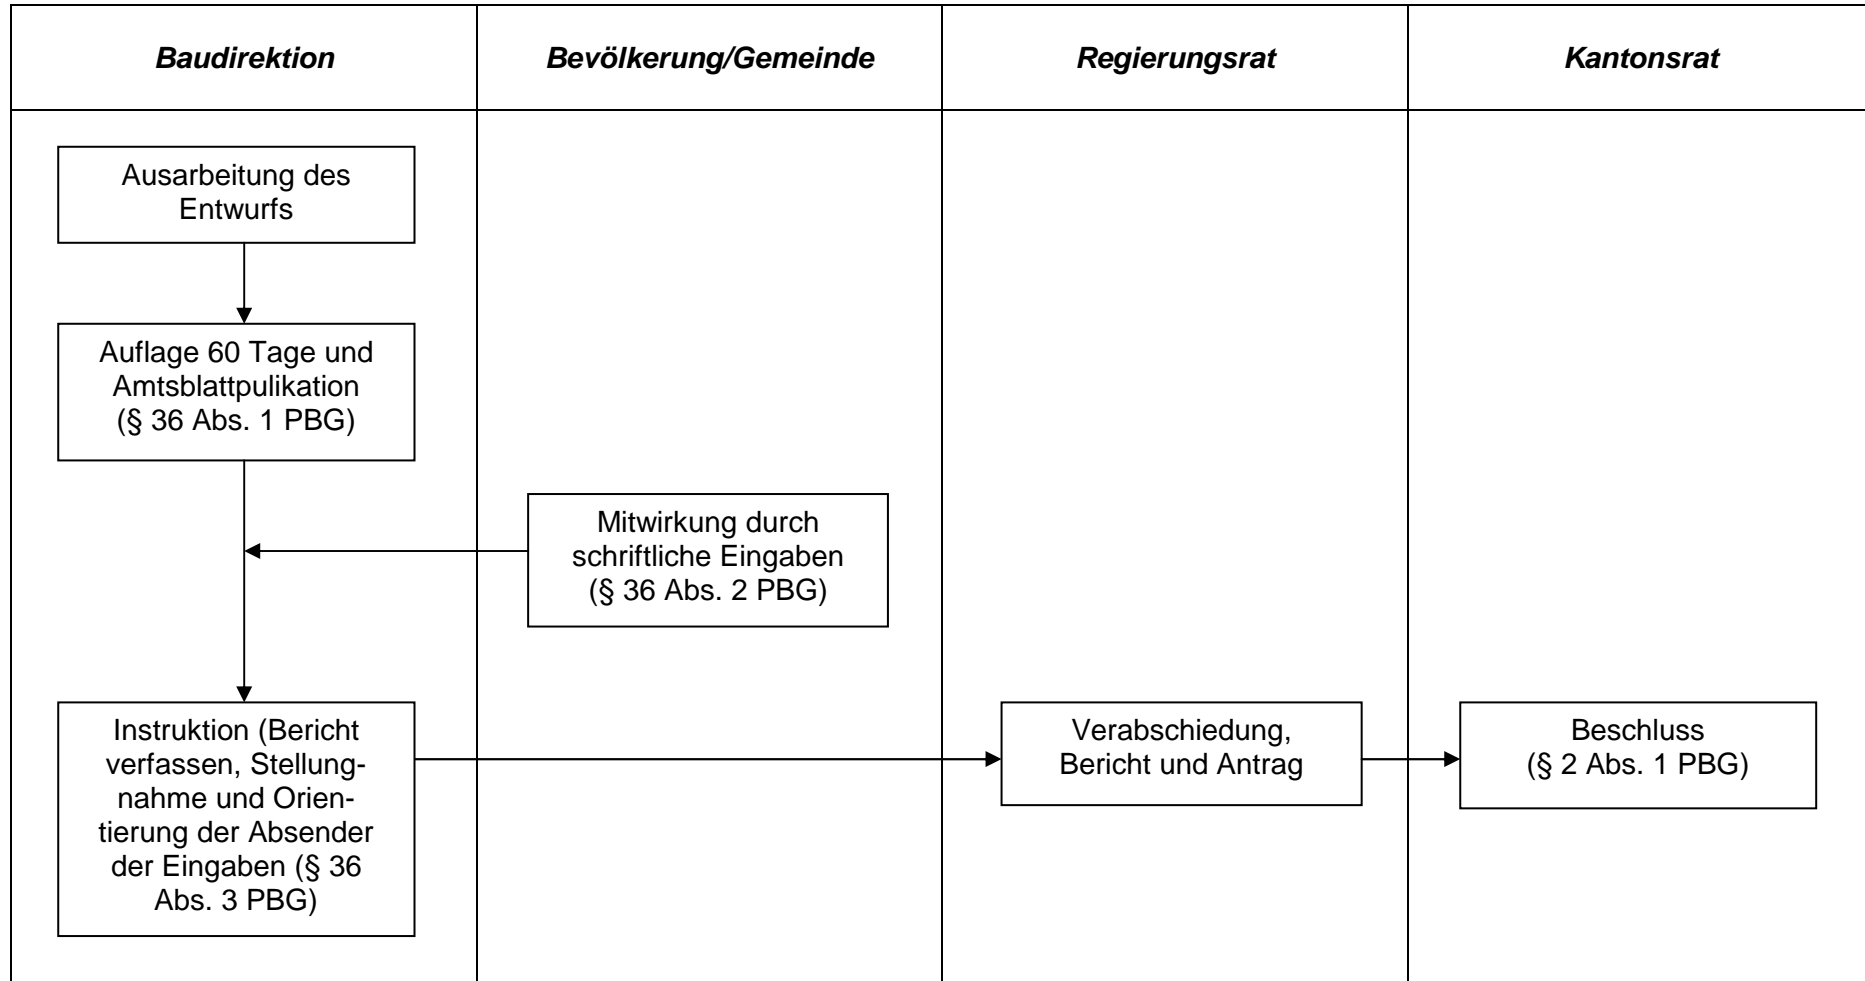 Baudirektion
Bevölkerung/Gemeinde
Regierungsrat
Kantonsrat
Ausarbeitung des
Entwurfs
Auflage 60 Tage und
Amtsblattpulikation
(§ 36 Abs. 1 PBG)
Mitwirkung durch
schriftliche Eingaben
(§ 36 Abs. 2 PBG)
Instruktion (Bericht
verfassen, Stellung-
nahme und Orien-
tierung der Absender
der Eingaben (§ 36
Abs. 3 PBG)
Verabschiedung,
Bericht und Antrag
Beschluss
(§ 2 Abs. 1 PBG)